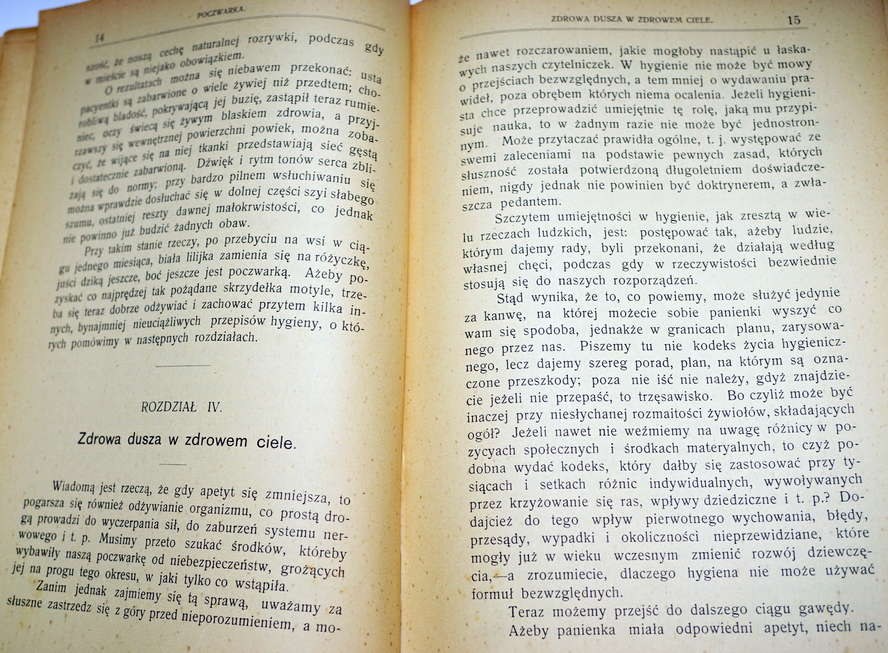 14
POCZWARKA.
szość, że noszą cechę naturalnej rozrywki, podczas gdy
w mieście są niejako obowiązkiem.
O rezultatach można się niebawem przekonać: usta
pacyentki są zabarwione o wiele żywiej niż przedtem; cho-
robliwą bladość, pokrywającą jej buzię, zastąpił teraz rumie-
niec, oczy świecą się żywym blaskiem zdrowia, a przyj-
rzawszy się wewnętrznej powierzchni powiek, można zoba-
czyć, że wijące się na niej tkanki przedstawiają sieć gęstą
i dostatecznie zabarwioną. Dźwięk i rytm tonów serca zbli-
żają się do normy; przy bardzo pilnem wsłuchiwaniu się
można wprawdzie dosłuchać się w dolnej części szyi słabego
szumu, ostatniej reszty dawnej małokrwistości, co jednak
nie powinno już budzić żadnych obaw.
Przy takim stanie rzeczy, po przebyciu na wsi w cią-
gu jednego miesiąca, biała lilijka zamienia się na różyczkę,
juści dziką jeszcze, boć jeszcze jest poczwarką. Ażeby po-
zyskać co najprędzej tak pożądane skrzydełka motyle, trze-
ba się teraz dobrze odżywiać i zachować przytem kilka in-
nych, bynajmniej nieuciążliwych przepisów hygieny, o któ-
rych pomówimy w następnych rozdziałach.
ROZDZIAŁ IV.
Zdrowa dusza w zdrowem ciele.
Wiadomą jest rzeczą, że gdy apetyt się zmniejsza, to
pogarsza się również odżywianie organizmu, co prostą dro-
gą prowadzi do wyczerpania sił, do zaburzeń systemu ner-
wowego i t. p. Musimy przeto szukać środków, któreby
wybawiły naszą poczwarkę od niebezpieczeństw, grożących
jej na progu tego okresu, w jaki tylko co wstąpiła.
Zanim jednak zajmiemy się tą sprawą, uważamy za
słuszne zastrzedz się z góry przed nieporozumieniem, a mo-
ZDROWA DUSZA W ZDROWEM CIELE.
15
że nawet rozczarowaniem, jakie mogłoby nastąpić u łaska-
wych naszych czytelniczek. W hygienie nie może być mowy
o przejściach bezwzględnych, a tem mniej o wydawaniu pra-
wideł, poza obrębem których niema ocalenia. Jeżeli hygieni-
sta chce przeprowadzić umiejętnie tę rolę, jaką mu przypi-
suje nauka, to w żadnym razie nie może być jednostron-
nym. Może przytaczać prawidła ogólne, t. j. występować ze
swemi zaleceniami na podstawie pewnych zasad, których
słuszność została potwierdzoną długoletniem doświadcze-
niem, nigdy jednak nie powinien być doktrynerem, a zwła-
szcza pedantem.
Szczytem umiejętności w hygienie, jak zresztą w wie-
lu rzeczach ludzkich, jest: postępować tak, ażeby ludzie,
którym dajemy rady, byli przekonani, że działają według
własnej chęci, podczas gdy w rzeczywistości bezwiednie
stosują się do naszych rozporządzeń.
Stąd wynika, że to, co powiemy, może służyć jedynie
za kanwę, na której możecie sobie panienki wyszyć co
wam się spodoba, jednakże w granicach planu, zarysowa-
nego przez nas. Piszemy tu nie kodeks życia hygienicz-
nego, lecz dajemy szereg porad, plan, na którym są ozna-
czone przeszkody; poza nie iść nie należy, gdyż znajdzie-
cie jeżeli nie przepaść, to trzęsawisko. Bo czyliż może być
inaczej przy niesłychanej rozmaitości żywiołów, składających
ogół? Jeżeli nawet nie weźmiemy na uwagę różnicy w po-
zycyach społecznych i środkach materyalnych, to czyż po-
dobna wydać kodeks, który dałby się zastosować przy ty-
siącach i setkach różnic indywidualnych, wywoływanych
przez krzyżowanie się ras, wpływy dziedziczne i t. p.? Do-
dajcież do tego wpływ pierwotnego wychowania, błędy,
przesądy, wypadki i okoliczności nieprzewidziane, które
mogły już w wieku wczesnym zmienić rozwój dziewczę-
cia,—a zrozumiecie, dlaczego hygiena nie może używać
formuł bezwzględnych.
Teraz możemy przejść do dalszego ciągu gawędy.
Ażeby panienka miała odpowiedni apetyt, niech na-